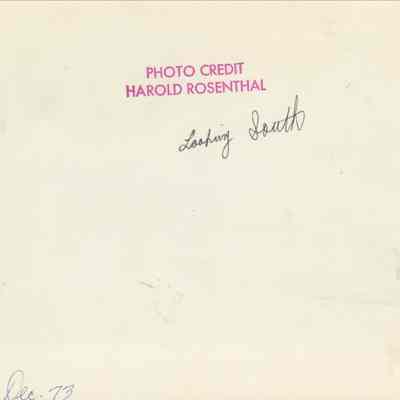 PHOTO CREDIT
HAROLD ROSENTHAL
Looking South
Dec. 73